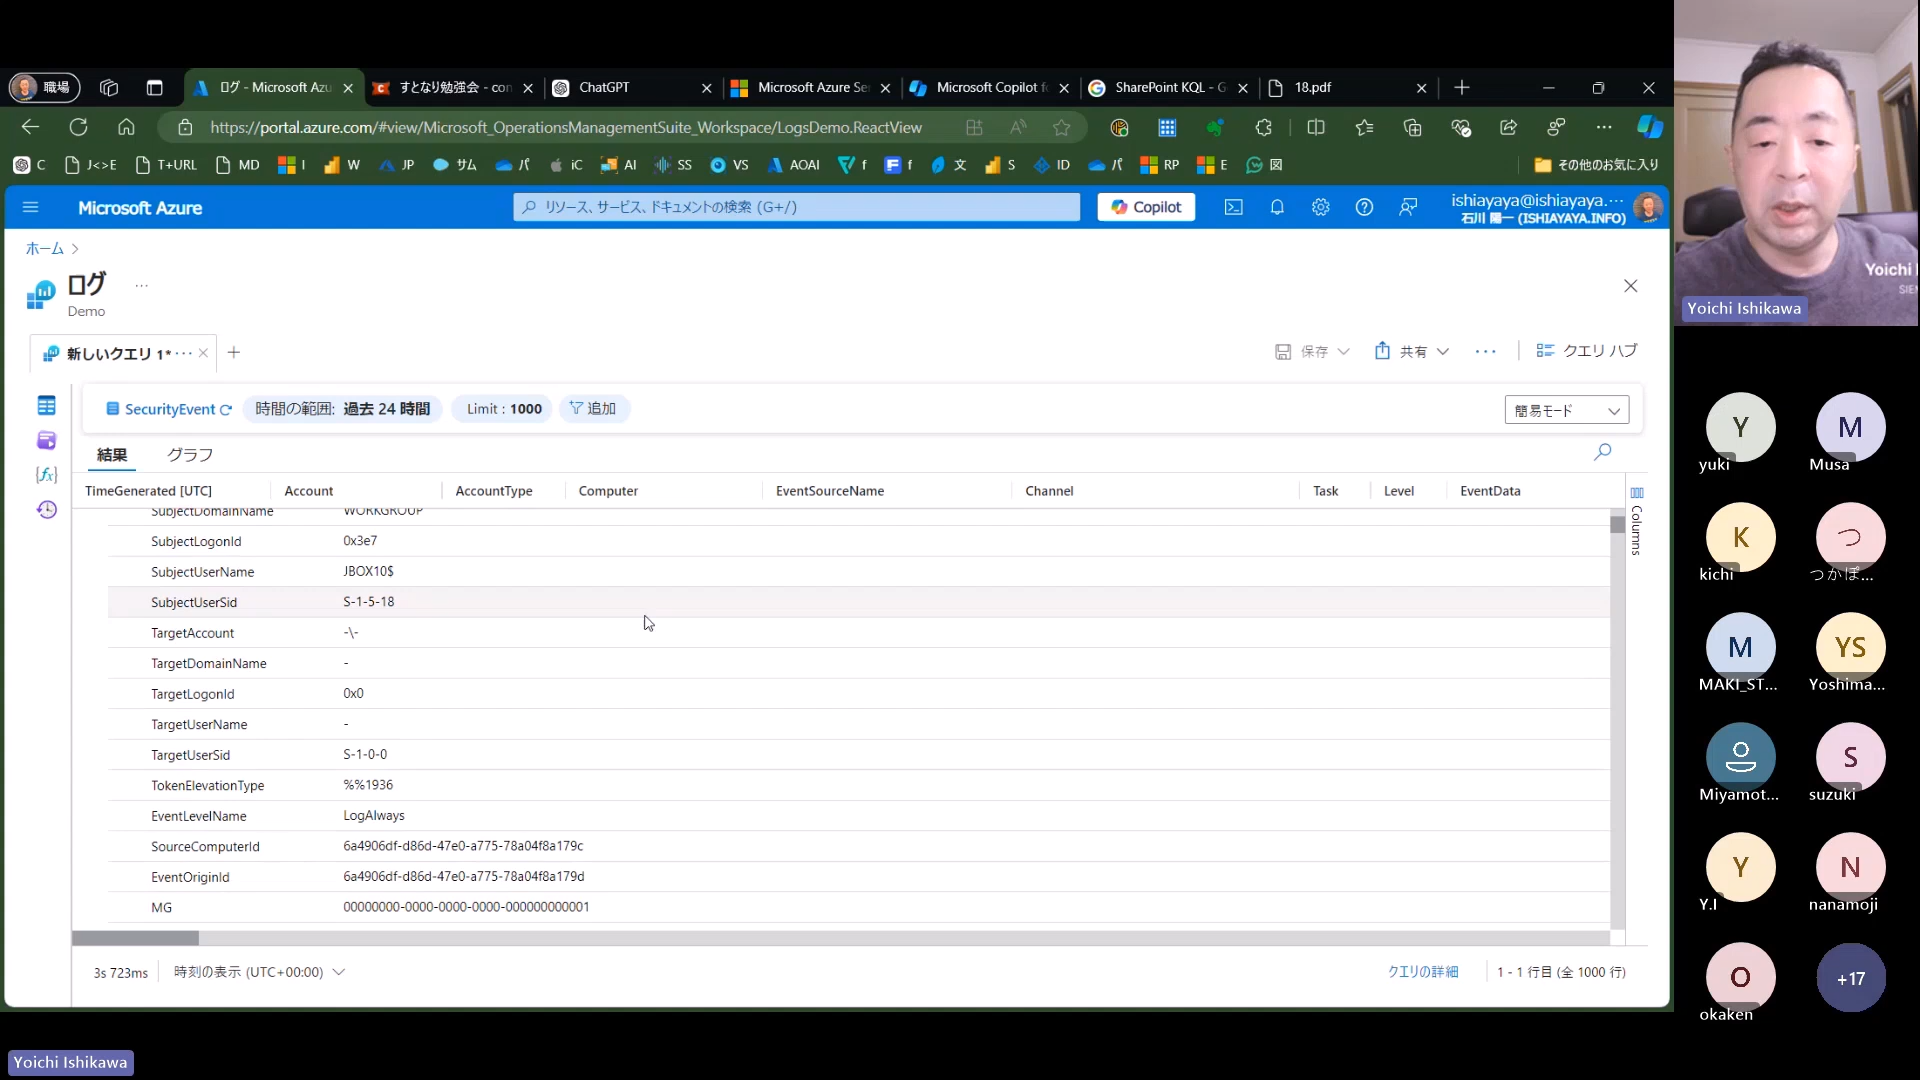 職場
ログ - Microsoft Azu
すとなり勉強会 - con
ChatGPT
Microsoft Azure Se
Microsoft Copilot f
SharePoint KQL - G
18.pdf
https://portal.azure.com/#view/Microsoft_OperationsManagementSuite_Workspace/LogsDemo.ReactView
C
J<>E
T+URL
MD
I
W
JP
サム
パ
iC
AI
SS
VS
AOAI
f
f
文
S
ID
パ
RP
E
図
その他のお気に入り
Microsoft Azure
リソース、サービス、ドキュメントの検索 (G+/)
Copilot
ishiayaya@ishiayaya.…
石川 陽一 (ISHIAYAYA.INFO)
ホーム
ログ
Demo
新しいクエリ 1*
保存
共有
クエリ ハブ
SecurityEvent
時間の範囲: 過去 24 時間
Limit : 1000
追加
簡易モード
結果
グラフ
TimeGenerated [UTC] Account AccountType Computer EventSourceName Channel Task Level EventData
Columns
SubjectDomainName WORKGROUP
SubjectLogonId 0x3e7
SubjectUserName JBOX10$
SubjectUserSid S-1-5-18
TargetAccount -\-
TargetDomainName -
TargetLogonId 0x0
TargetUserName -
TargetUserSid S-1-0-0
TokenElevationType %%1936
EventLevelName LogAlways
SourceComputerId 6a4906df-d86d-47e0-a775-78a04f8a179c
EventOriginId 6a4906df-d86d-47e0-a775-78a04f8a179d
MG 00000000-0000-0000-0000-000000000001
3s 723ms
時刻の表示 (UTC+00:00)
クエリの詳細
1 - 1 行目 (全 1000 行)
Yoichi
Yoichi Ishikawa
Y
yuki
M
Musa
K
kichi
つ
つかぽ...
M
MAKI_ST...
YS
Yoshima...
Miyamot...
S
suzuki
Y
Y.I
N
nanamoji
O
okaken
+17
Yoichi Ishikawa